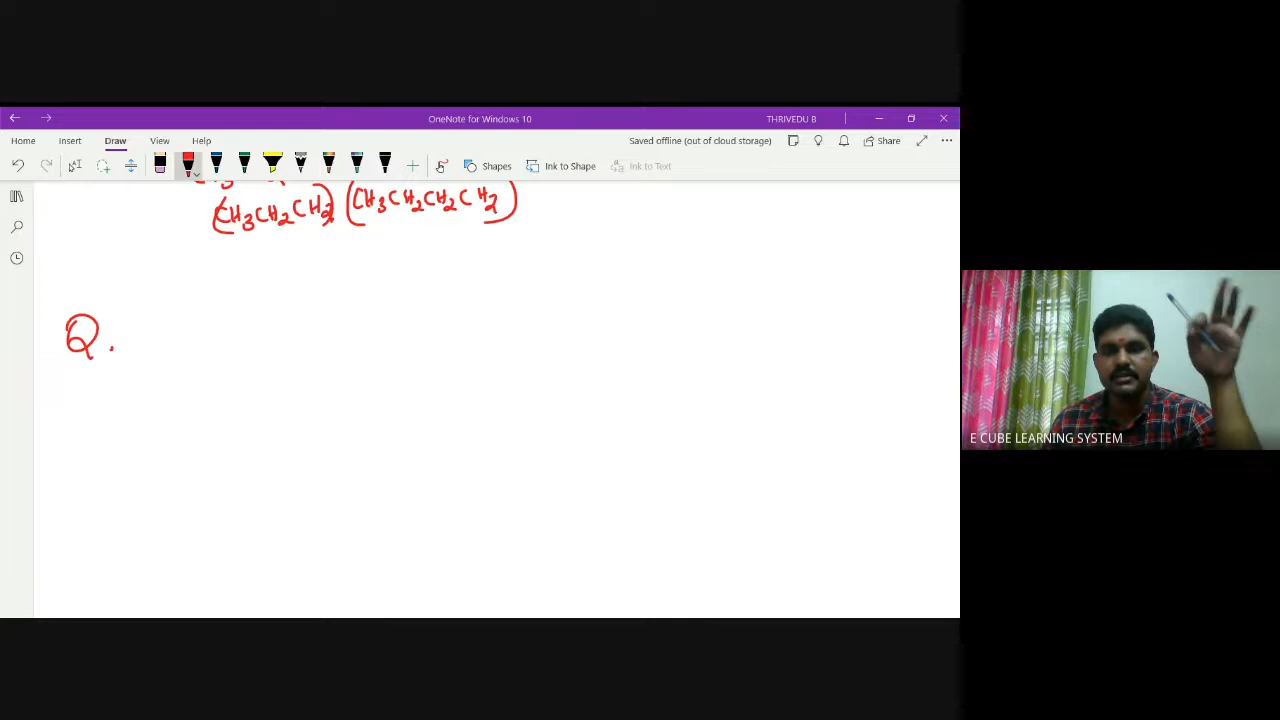 OneNote for Windows 10
THRIVEDU B
Home Insert Draw View Help
Saved offline (out of cloud storage)
Share
Shapes
Ink to Shape
Ink to Text
(CH3CH2CH2) (CH3CH2CH2CH2)
Q.
E CUBE LEARNING SYSTEM